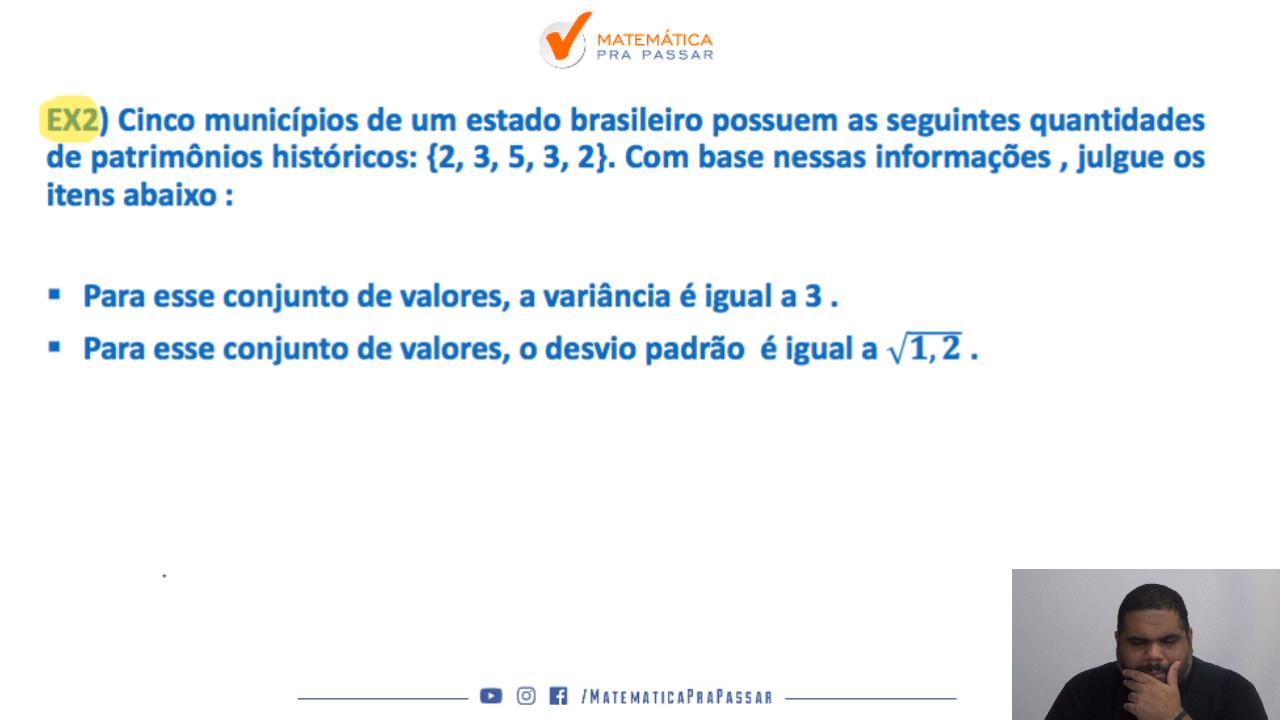 MATEMÁTICA
PRA PASSAR
EX2) Cinco municípios de um estado brasileiro possuem as seguintes quantidades
de patrimônios históricos: {2, 3, 5, 3, 2}. Com base nessas informações , julgue os
itens abaixo :
▪ Para esse conjunto de valores, a variância é igual a 3 .
▪ Para esse conjunto de valores, o desvio padrão é igual a √1,2 .
/MATEMATICAPRAPASSAR